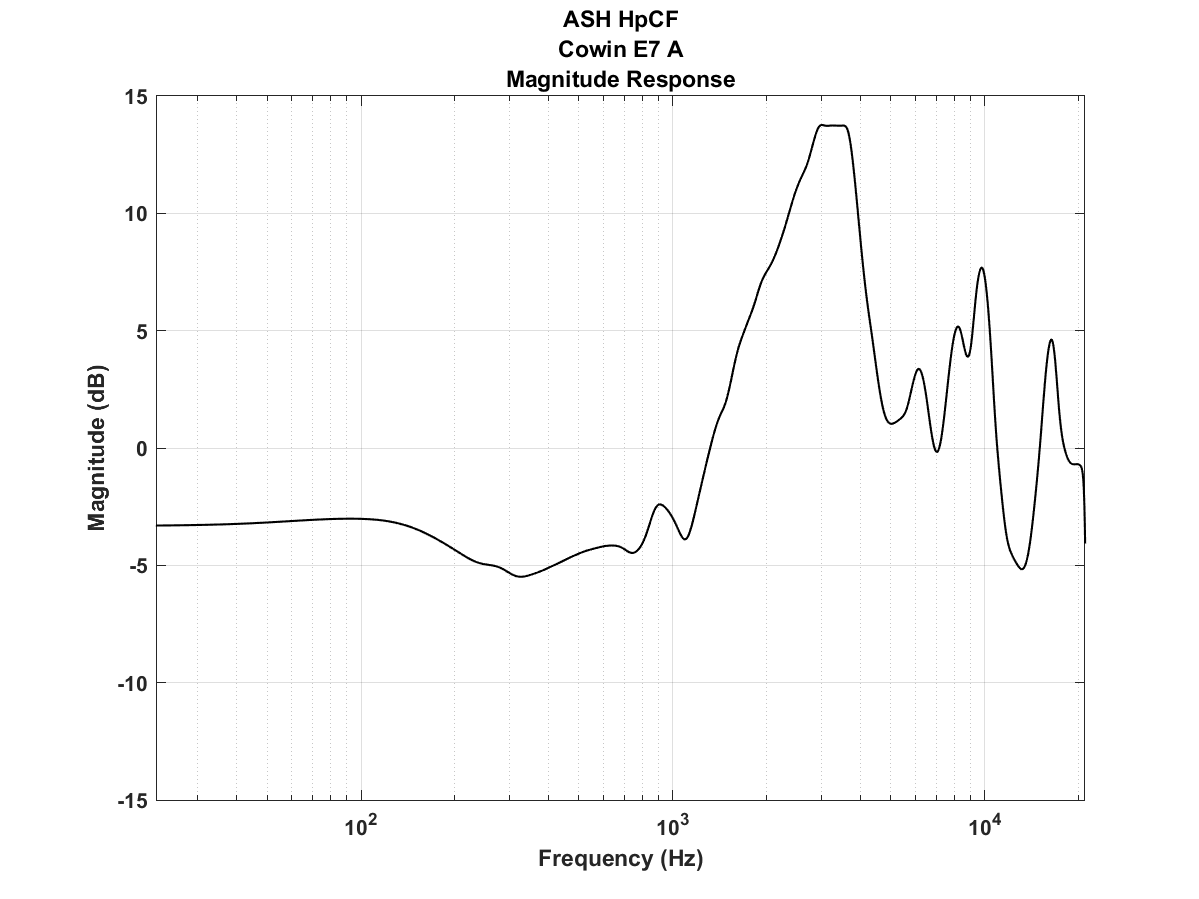 ASH HpCF
Cowin E7 A
Magnitude Response
15
10
5
0
-5
-10
-15
Magnitude (dB)
10² 10³ 10⁴
Frequency (Hz)